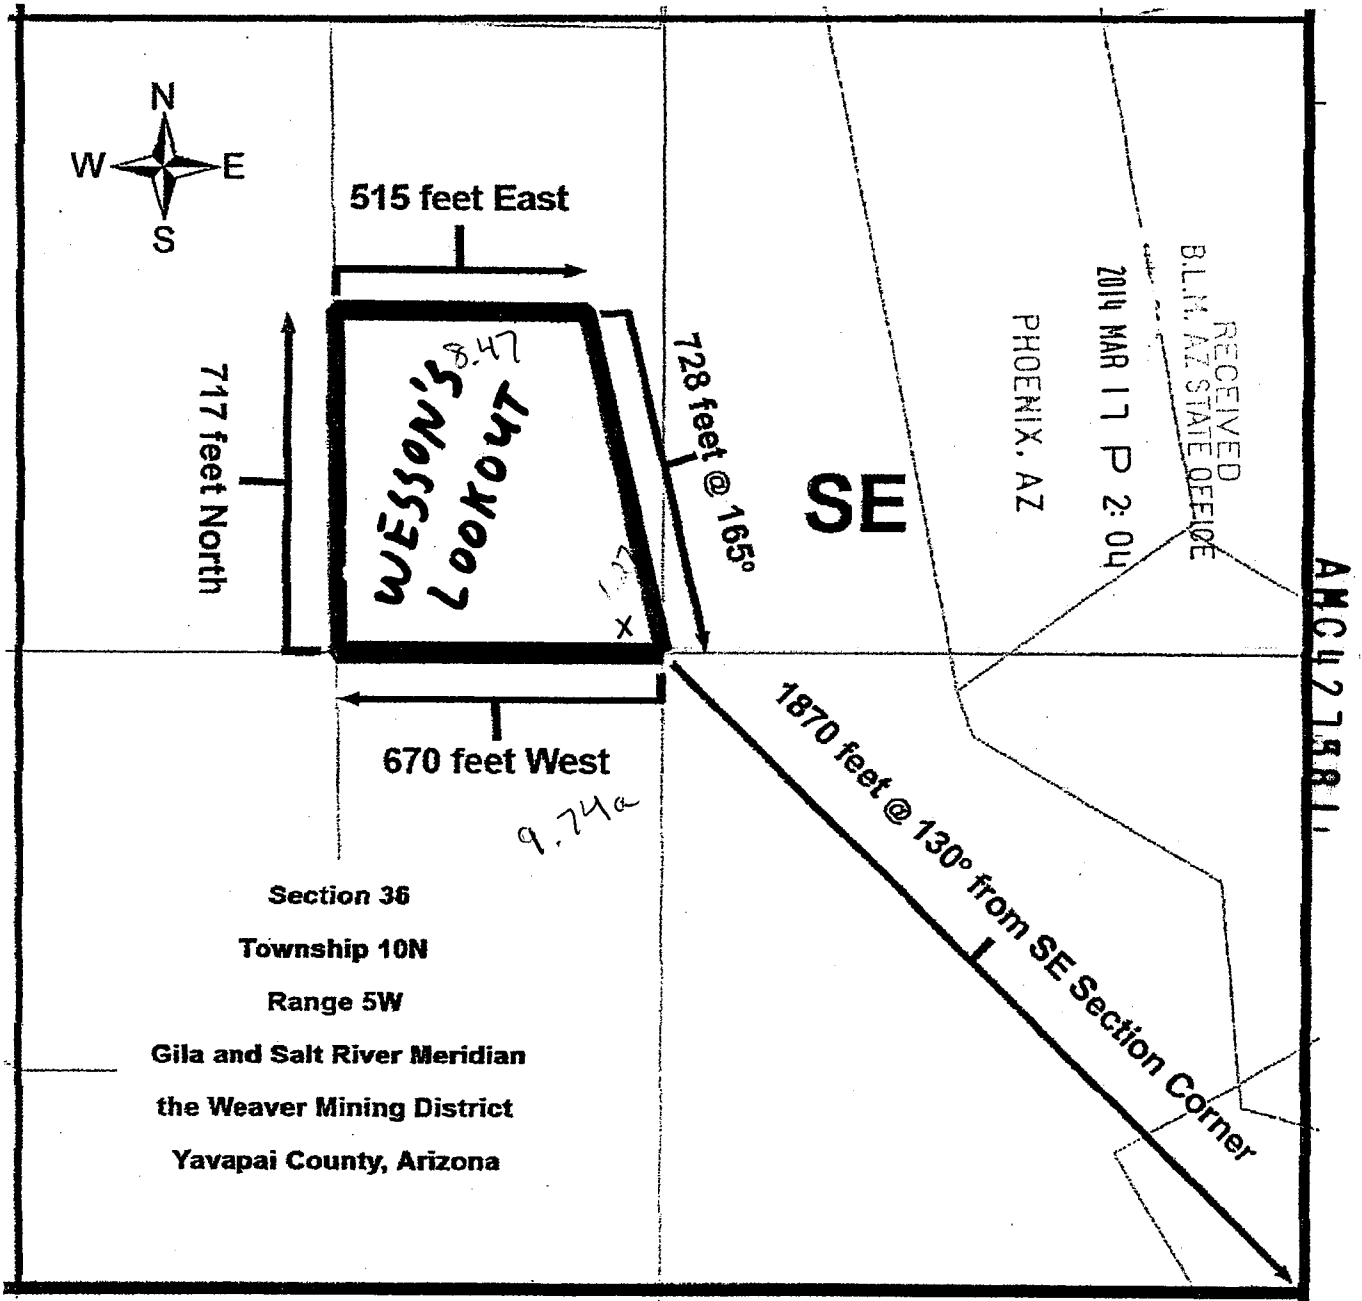 N
W E
S
515 feet East
717 feet North
8.47
WESSON'S
LOOKOUT
728 feet @ 165º
X
SE
RECEIVED
B.L.M. AZ STATE OFFICE
2014 MAR 17 P 2:04
PHOENIX, AZ
670 feet West
9.74a
1870 feet @ 130º from SE Section Corner
Section 36
Township 10N
Range 5W
Gila and Salt River Meridian
the Weaver Mining District
Yavapai County, Arizona